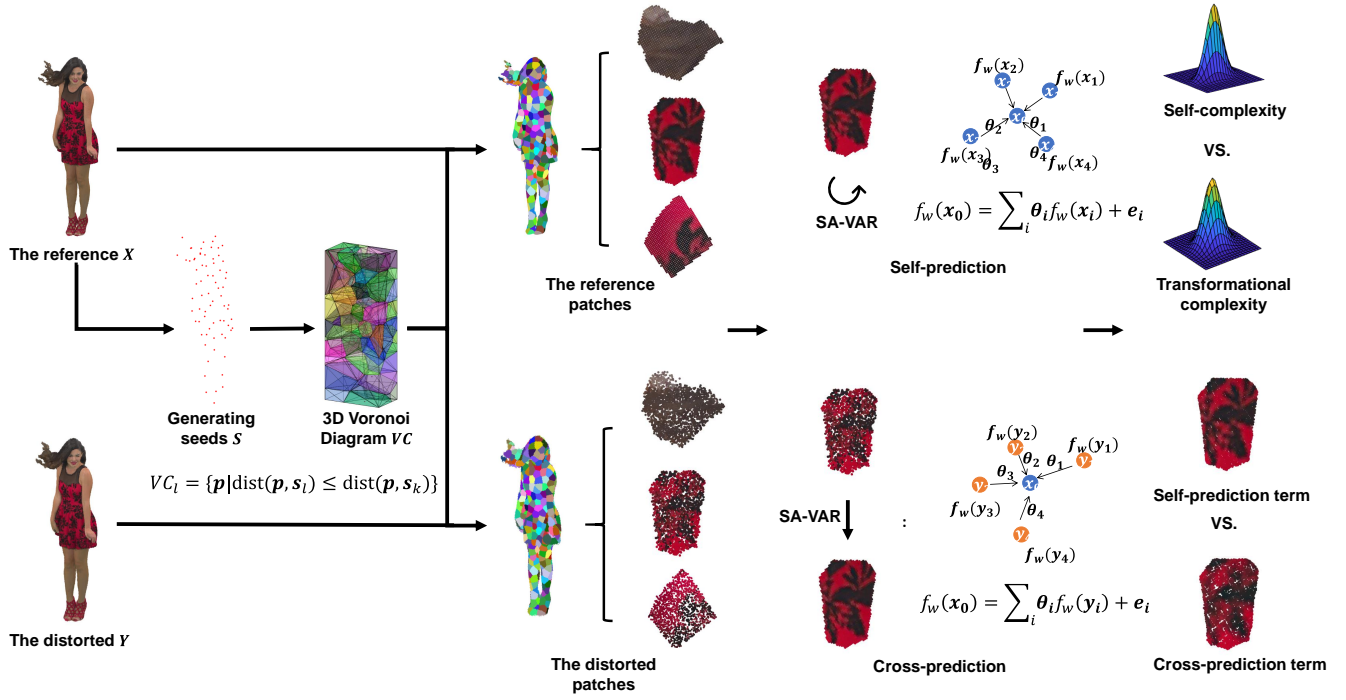 The reference X
Generating
seeds S
3D Voronoi
Diagram VC
VC_l = {p|dist(p, s_l) ≤ dist(p, s_k)}
The distorted Y
The reference
patches
The distorted
patches
SA-VAR
f_w(x_2)
f_w(x_1)
x
x
x
θ_2
θ_1
x
x
f_w(x_3)
θ_3
θ_4
f_w(x_4)
f_w(x_0) = ∑_i θ_i f_w(x_i) + e_i
Self-prediction
SA-VAR
:
f_w(y_2)
f_w(y_1)
y
y
θ_2
θ_1
θ_3
y
x
f_w(y_3)
θ_4
y
f_w(y_4)
f_w(x_0) = ∑_i θ_i f_w(y_i) + e_i
Cross-prediction
Self-complexity
VS.
Transformational
complexity
Self-prediction term
VS.
Cross-prediction term